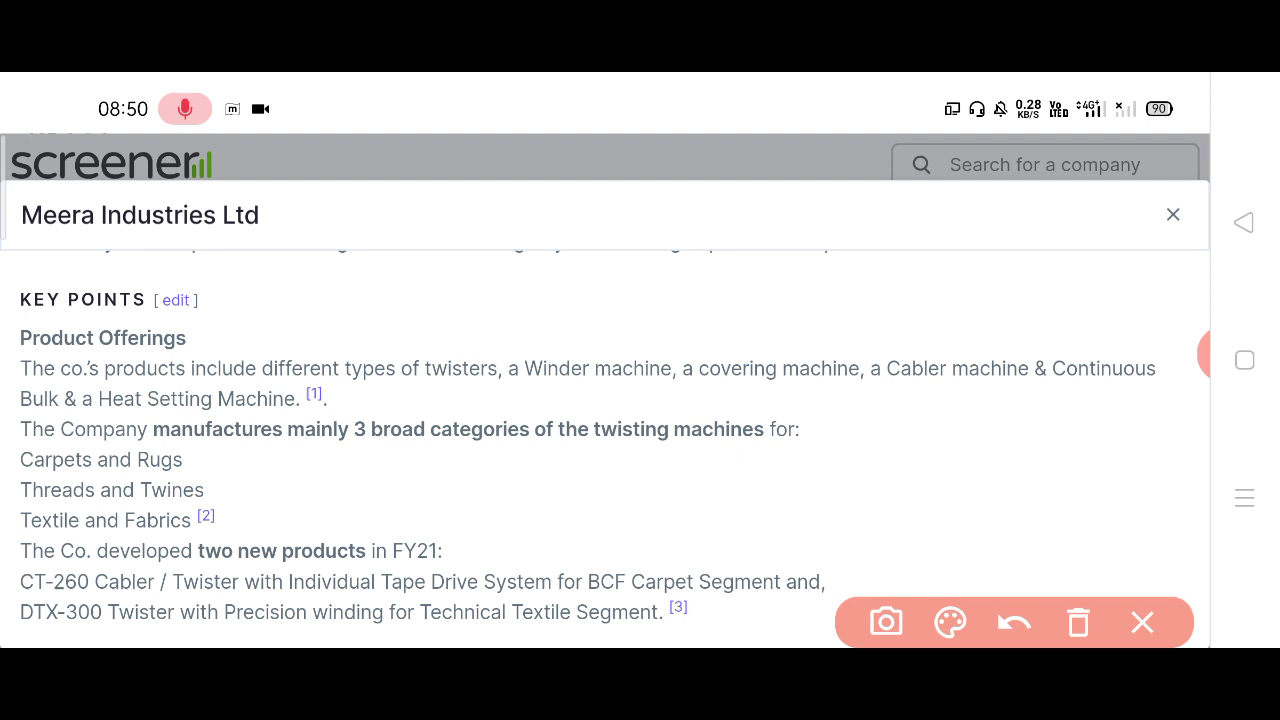 08:50
m
0.28
KB/S
Vo
LTED
4G+
90
screener
Search for a company
Meera Industries Ltd
KEY POINTS [ edit ]
Product Offerings
The co.'s products include different types of twisters, a Winder machine, a covering machine, a Cabler machine & Continuous
Bulk & a Heat Setting Machine. [1].
The Company manufactures mainly 3 broad categories of the twisting machines for:
Carpets and Rugs
Threads and Twines
Textile and Fabrics [2]
The Co. developed two new products in FY21:
CT-260 Cabler / Twister with Individual Tape Drive System for BCF Carpet Segment and,
DTX-300 Twister with Precision winding for Technical Textile Segment. [3]